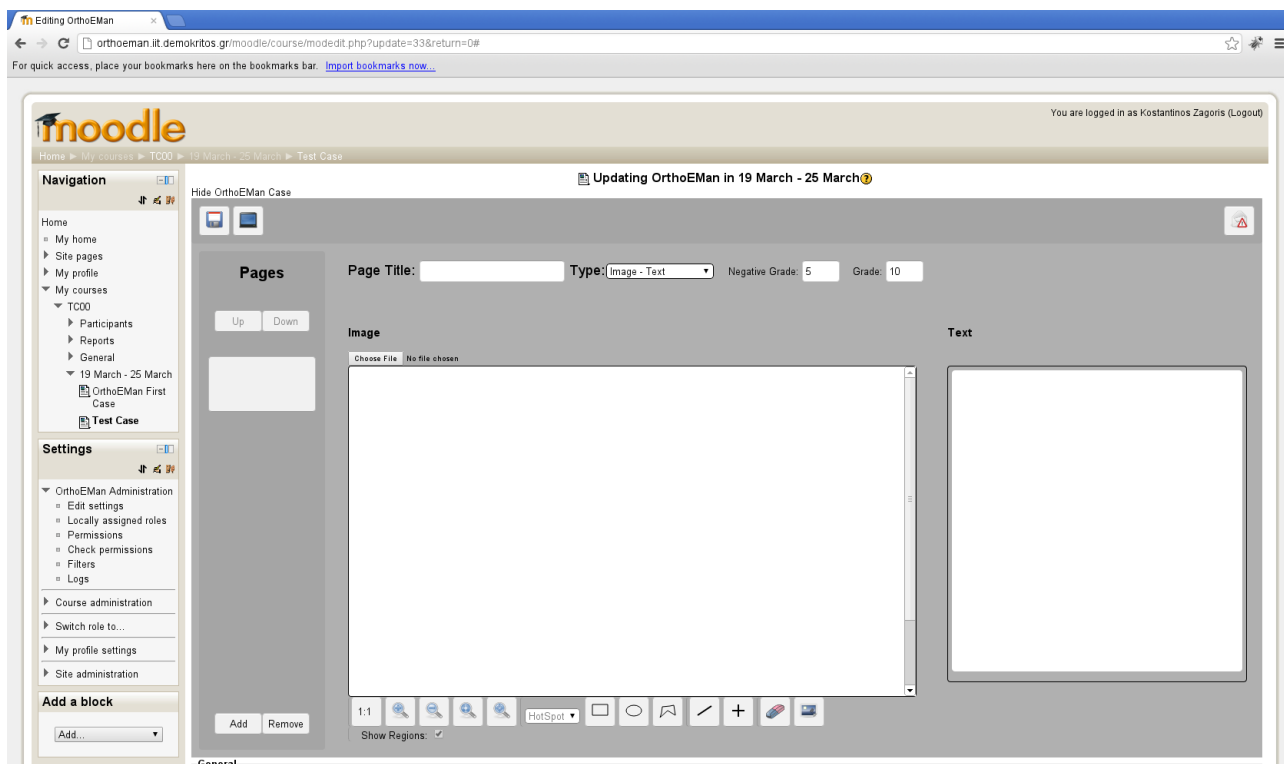 Editing OrthoEMan
orthoeman.iit.demokritos.gr/moodle/course/modedit.php?update=33&return=0#
For quick access, place your bookmarks here on the bookmarks bar. Import bookmarks now...
moodle
You are logged in as Kostantinos Zagoris (Logout)
Home ► My courses ► TC00 ► 19 March - 25 March ► Test Case
Navigation
Home
My home
Site pages
My profile
My courses
TC00
Participants
Reports
General
19 March - 25 March
OrthoEMan First
Case
Test Case
Settings
OrthoEMan Administration
Edit settings
Locally assigned roles
Permissions
Check permissions
Filters
Logs
Course administration
Switch role to...
My profile settings
Site administration
Add a block
Add...
Updating OrthoEMan in 19 March - 25 March
Hide OrthoEMan Case
Pages
Up Down
Add Remove
Page Title: Type: Image - Text Negative Grade: 5 Grade: 10
Image
Choose File No file chosen
Text
1:1 HotSpot
Show Regions:
General